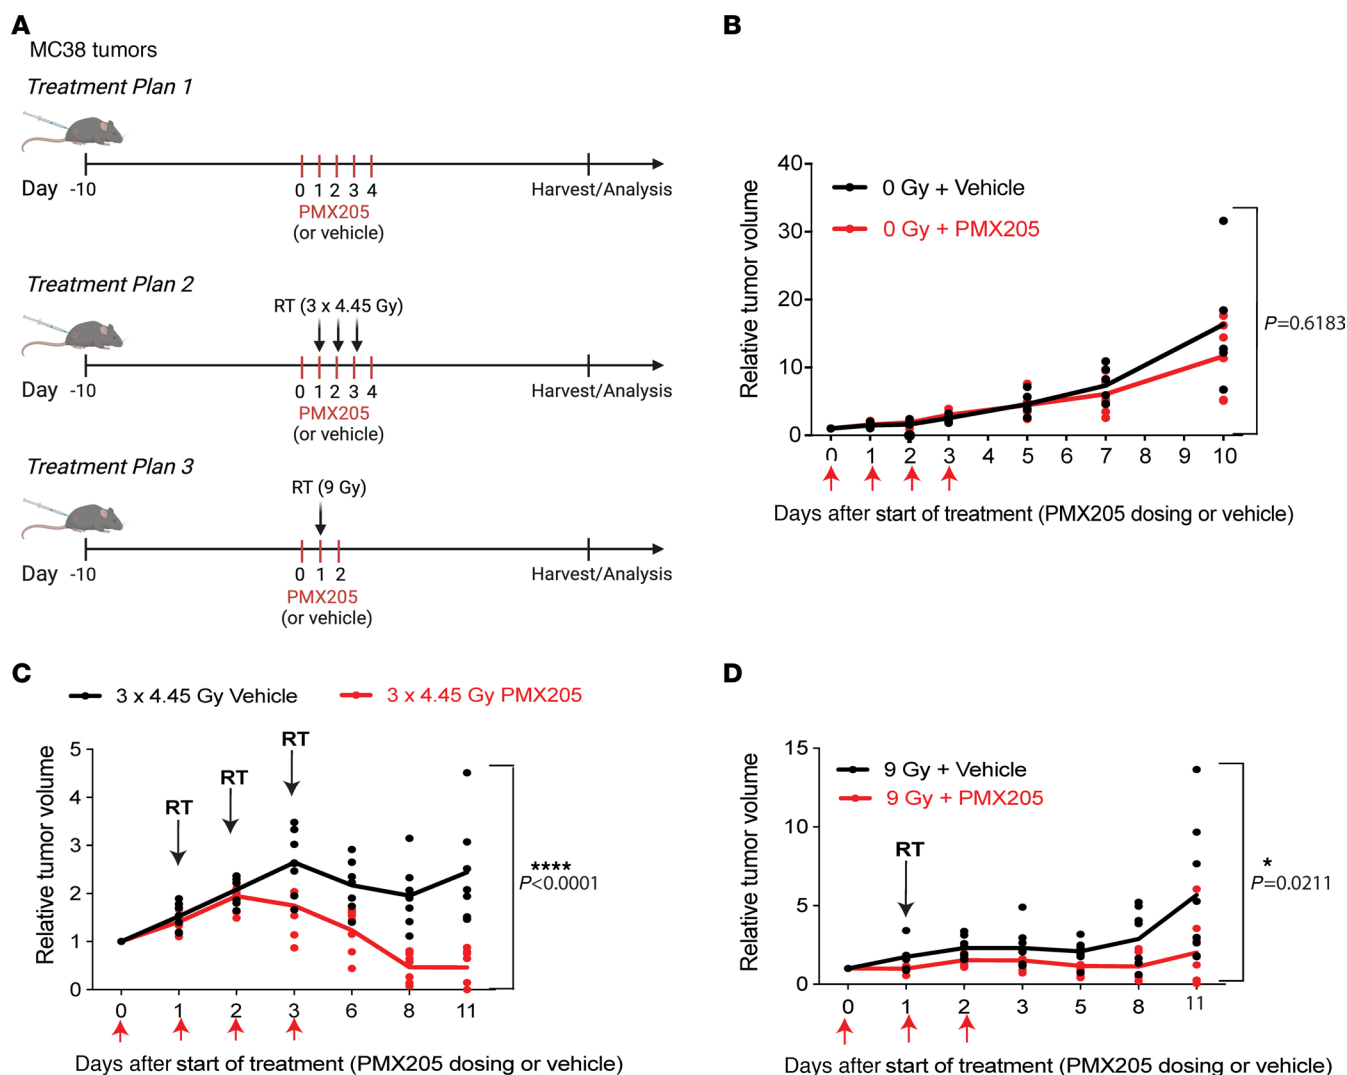 A
MC38 tumors
Treatment Plan 1
Day -10
0 1 2 3 4
Harvest/Analysis
PMX205
(or vehicle)
Treatment Plan 2
RT (3 x 4.45 Gy)
Day -10
0 1 2 3 4
Harvest/Analysis
PMX205
(or vehicle)
Treatment Plan 3
RT (9 Gy)
Day -10
0 1 2
Harvest/Analysis
PMX205
(or vehicle)
B
Relative tumor volume
40
30
20
10
0
0 Gy + Vehicle
0 Gy + PMX205
P=0.6183
0 1 2 3 4 5 6 7 8 9 10
Days after start of treatment (PMX205 dosing or vehicle)
C
3 x 4.45 Gy Vehicle
3 x 4.45 Gy PMX205
Relative tumor volume
5
4
3
2
1
0
RT
RT
RT
****
P<0.0001
0 1 2 3 6 8 11
Days after start of treatment (PMX205 dosing or vehicle)
D
Relative tumor volume
15
10
5
0
9 Gy + Vehicle
9 Gy + PMX205
RT
*
P=0.0211
0 1 2 3 5 8 11
Days after start of treatment (PMX205 dosing or vehicle)